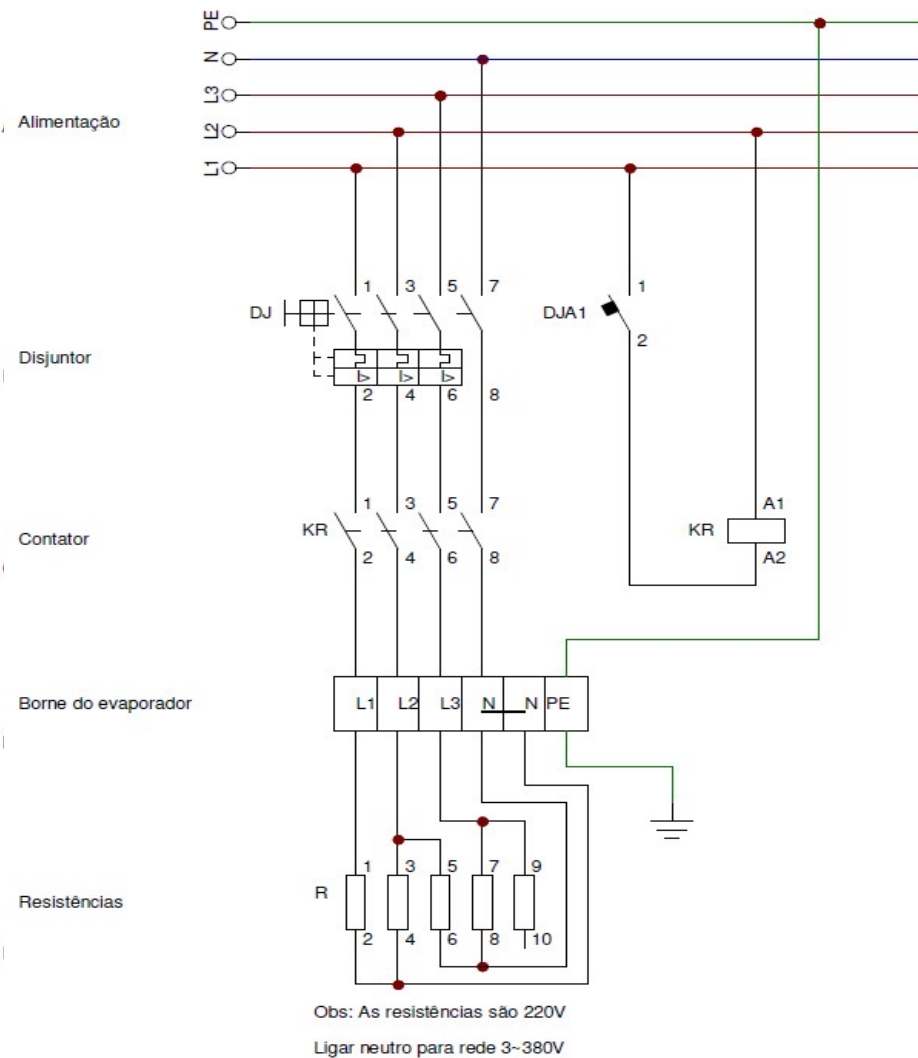 PE
N
L3
Alimentação
L2
L1
1 3 5 7 1
DJ DJA1
2
Disjuntor
I> I> I>
2 4 6 8
1 3 5 7 A1
KR KR
Contator
2 4 6 8 A2
Borne do evaporador L1 L2 L3 N N PE
1 3 5 7 9
R
Resistências
2 4 6 8 10
Obs: As resistências são 220V
Ligar neutro para rede 3~380V